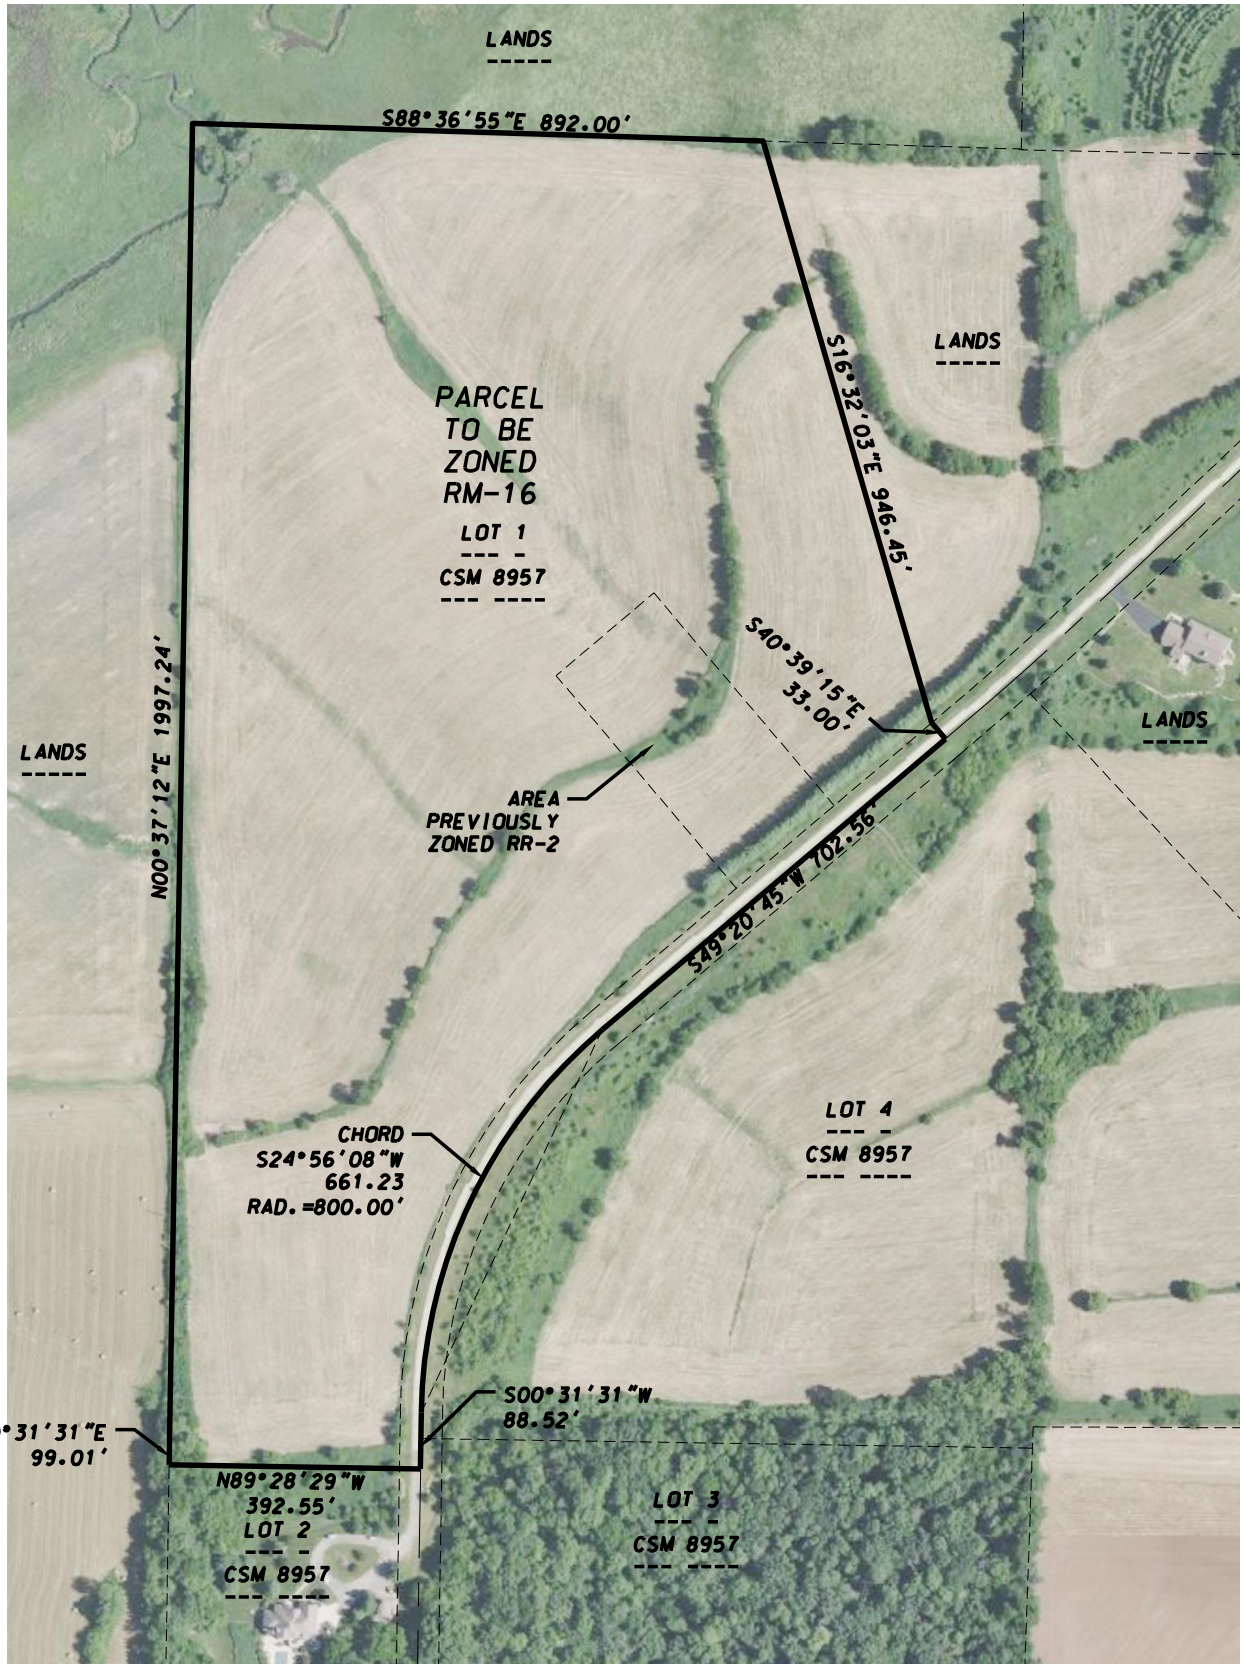 LANDS
S88°36'55"E 892.00'
LANDS
S16°32'03"E 946.45'
PARCEL
TO BE
ZONED
RM-16
LOT 1
CSM 8957
S40°39'15"E
33.00'
LANDS
LANDS
N00°37'12"E 1997.24'
AREA
PREVIOUSLY
ZONED RR-2
S49°20'45"W 702.56'
LOT 4
CSM 8957
CHORD
S24°56'08"W
661.23
RAD.=800.00'
S00°31'31"W
88.52'
°31'31"E
99.01'
N89°28'29"W
392.55'
LOT 2
CSM 8957
LOT 3
CSM 8957